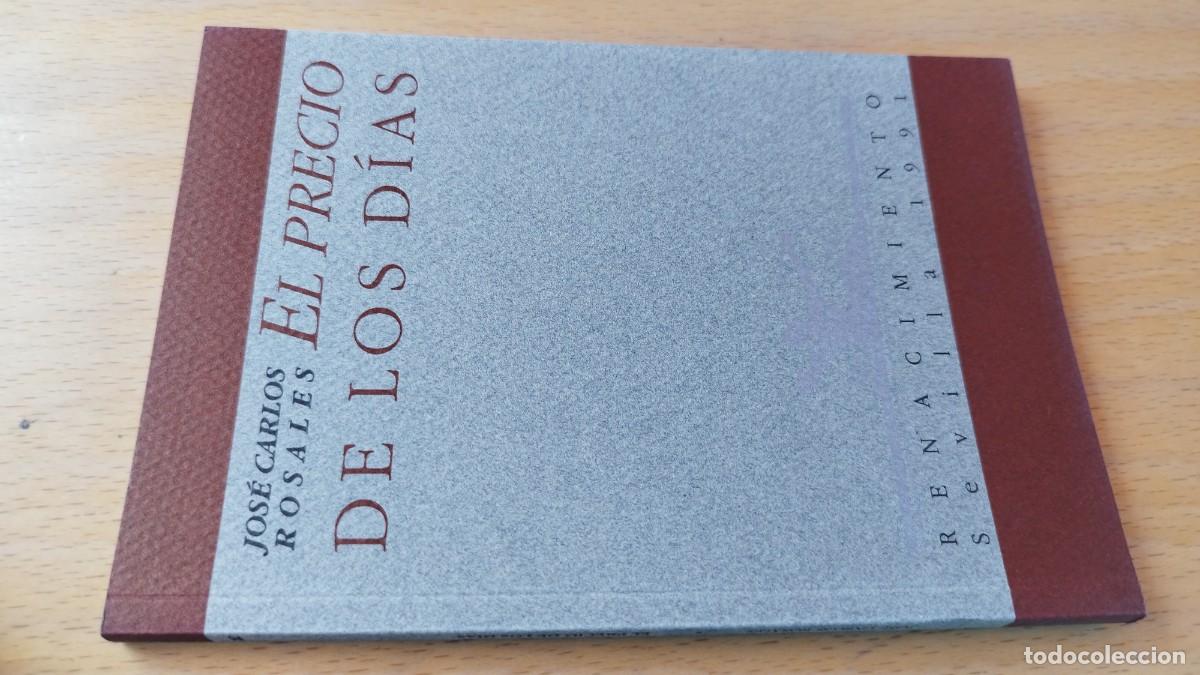 JOSÉ CARLOS
ROSALES
EL PRECIO
DE LOS DÍAS
RENACIMIENTO
Sevilla 1991
todocoleccion